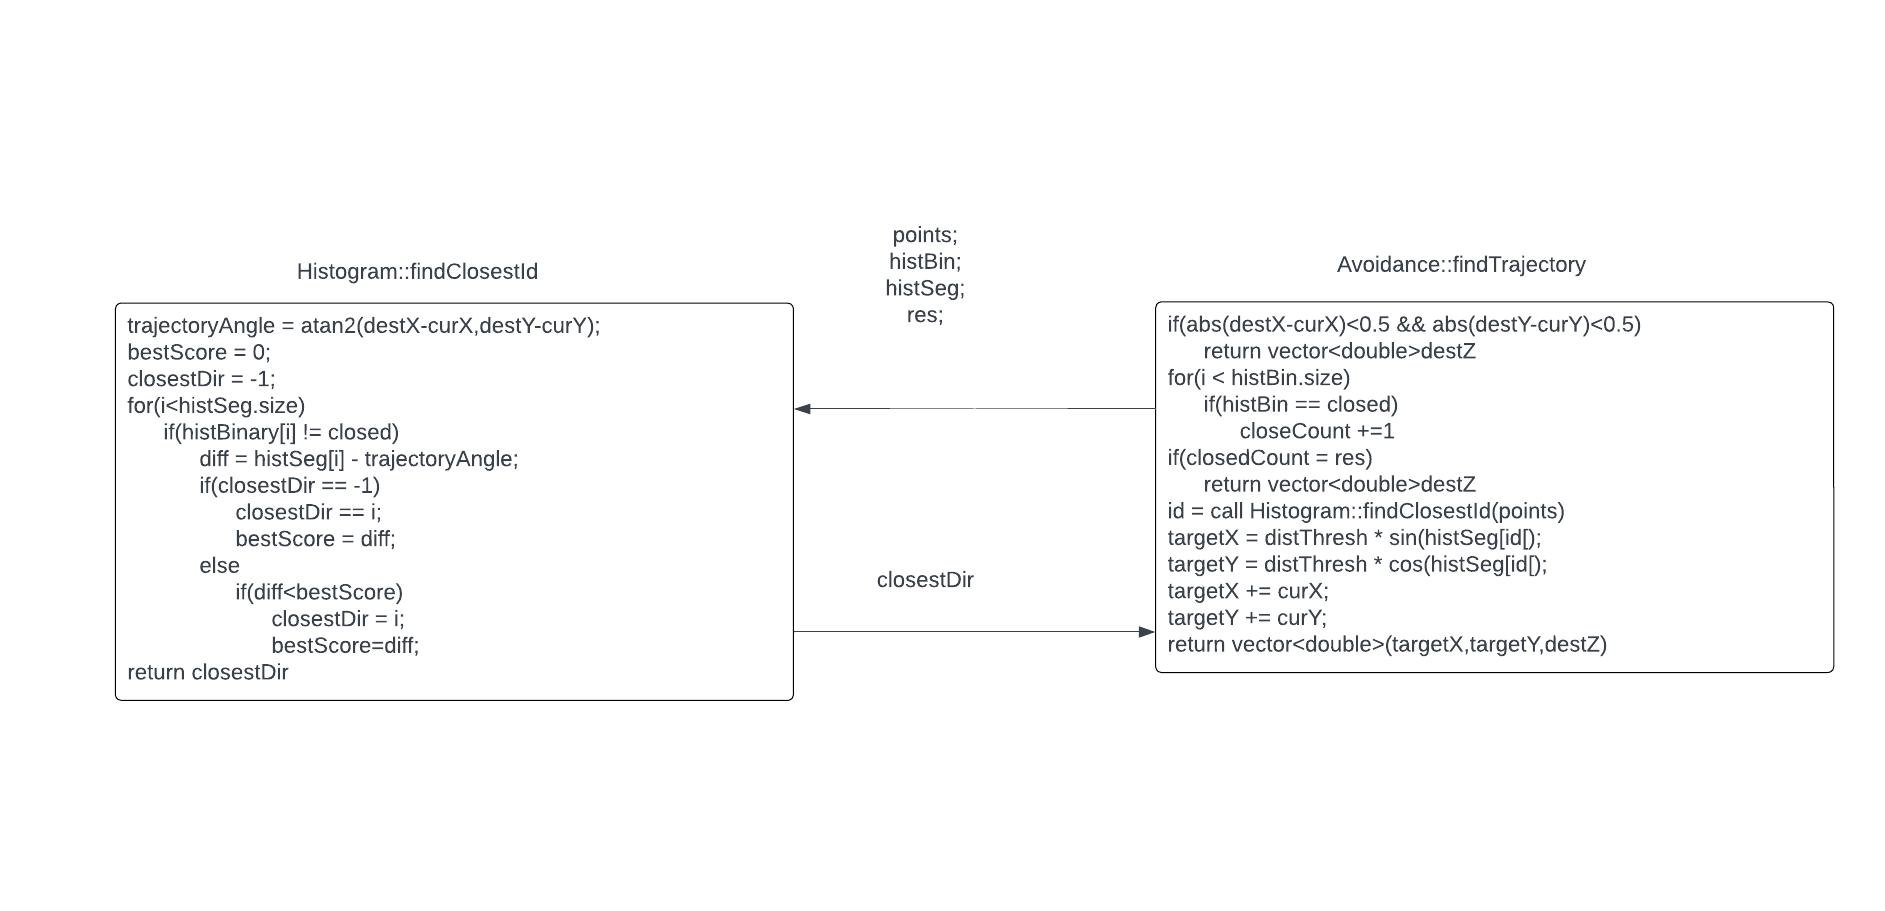 Histogram::findClosestId
trajectoryAngle = atan2(destX-curX,destY-curY);
bestScore = 0;
closestDir = -1;
for(i<histSeg.size)
if(histBinary[i] != closed)
diff = histSeg[i] - trajectoryAngle;
if(closestDir == -1)
closestDir == i;
bestScore = diff;
else
if(diff<bestScore)
closestDir = i;
bestScore=diff;
return closestDir
points;
histBin;
histSeg;
res;
closestDir
Avoidance::findTrajectory
if(abs(destX-curX)<0.5 && abs(destY-curY)<0.5)
return vector<double>destZ
for(i < histBin.size)
if(histBin == closed)
closeCount +=1
if(closedCount = res)
return vector<double>destZ
id = call Histogram::findClosestId(points)
targetX = distThresh * sin(histSeg[id[);
targetY = distThresh * cos(histSeg[id[);
targetX += curX;
targetY += curY;
return vector<double>(targetX,targetY,destZ)